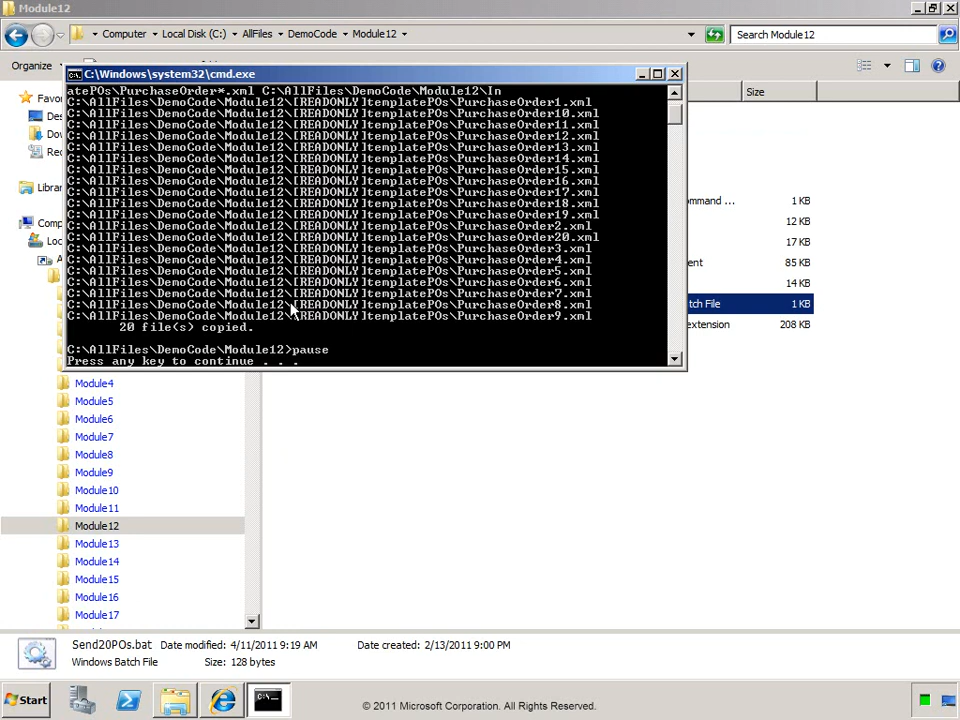 Module12
Computer
Local Disk (C:)
AllFiles
DemoCode
Module12
Search Module12
Organize
C:\Windows\system32\cmd.exe
atePOs\PurchaseOrder*.xml C:\AllFiles\DemoCode\Module12\In
C:\AllFiles\DemoCode\Module12\[READONLY]templatePOs\PurchaseOrder1.xml
C:\AllFiles\DemoCode\Module12\[READONLY]templatePOs\PurchaseOrder10.xml
C:\AllFiles\DemoCode\Module12\[READONLY]templatePOs\PurchaseOrder11.xml
C:\AllFiles\DemoCode\Module12\[READONLY]templatePOs\PurchaseOrder12.xml
C:\AllFiles\DemoCode\Module12\[READONLY]templatePOs\PurchaseOrder13.xml
C:\AllFiles\DemoCode\Module12\[READONLY]templatePOs\PurchaseOrder14.xml
C:\AllFiles\DemoCode\Module12\[READONLY]templatePOs\PurchaseOrder15.xml
C:\AllFiles\DemoCode\Module12\[READONLY]templatePOs\PurchaseOrder16.xml
C:\AllFiles\DemoCode\Module12\[READONLY]templatePOs\PurchaseOrder17.xml
C:\AllFiles\DemoCode\Module12\[READONLY]templatePOs\PurchaseOrder18.xml
C:\AllFiles\DemoCode\Module12\[READONLY]templatePOs\PurchaseOrder19.xml
C:\AllFiles\DemoCode\Module12\[READONLY]templatePOs\PurchaseOrder2.xml
C:\AllFiles\DemoCode\Module12\[READONLY]templatePOs\PurchaseOrder20.xml
C:\AllFiles\DemoCode\Module12\[READONLY]templatePOs\PurchaseOrder3.xml
C:\AllFiles\DemoCode\Module12\[READONLY]templatePOs\PurchaseOrder4.xml
C:\AllFiles\DemoCode\Module12\[READONLY]templatePOs\PurchaseOrder5.xml
C:\AllFiles\DemoCode\Module12\[READONLY]templatePOs\PurchaseOrder6.xml
C:\AllFiles\DemoCode\Module12\[READONLY]templatePOs\PurchaseOrder7.xml
C:\AllFiles\DemoCode\Module12\[READONLY]templatePOs\PurchaseOrder8.xml
C:\AllFiles\DemoCode\Module12\[READONLY]templatePOs\PurchaseOrder9.xml
20 file(s) copied.
C:\AllFiles\DemoCode\Module12>pause
Press any key to continue . . .
Size
Favo
Des
Dov
Rec
Librar
Comp
Loc
A
ommand ... 1 KB
12 KB
17 KB
ent 85 KB
14 KB
tch File 1 KB
extension 208 KB
Module4
Module5
Module6
Module7
Module8
Module9
Module10
Module11
Module12
Module13
Module14
Module15
Module16
Module17
Send20POs.bat Date modified: 4/11/2011 9:19 AM Date created: 2/13/2011 9:00 PM
Windows Batch File Size: 128 bytes
Start
© 2011 Microsoft Corporation. All rights reserved.